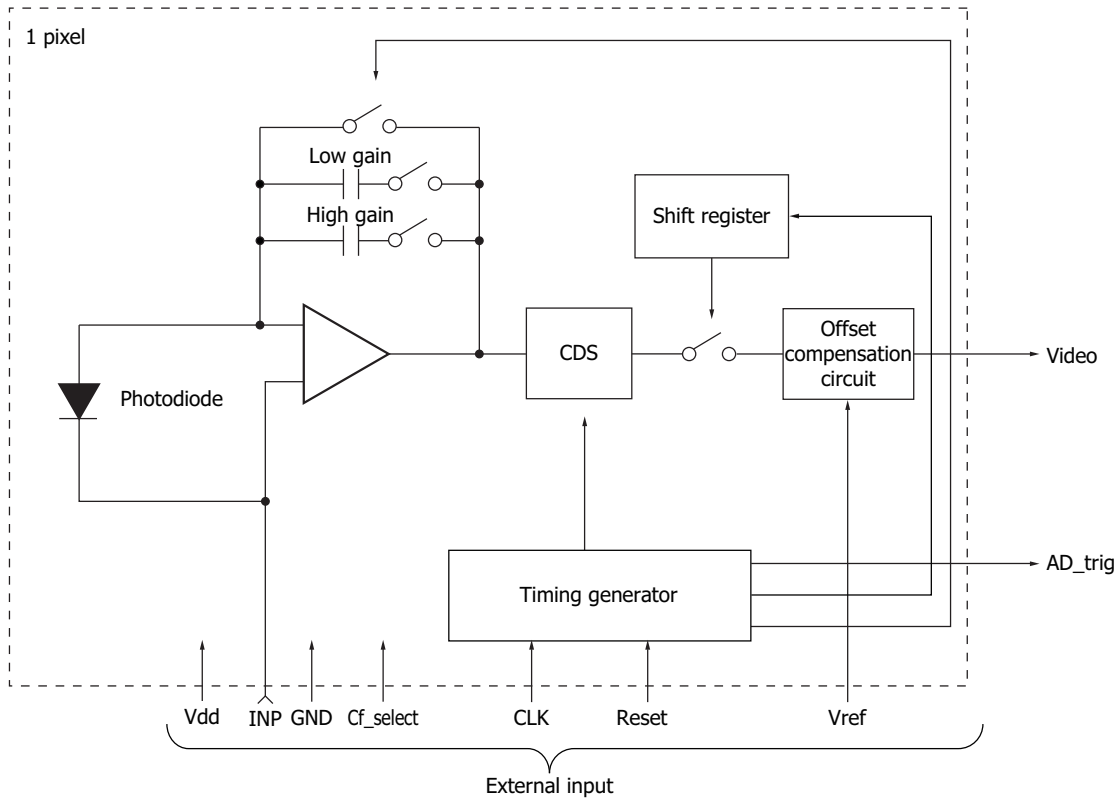 1 pixel
Low gain
High gain
Shift register
CDS
Offset
compensation
circuit
Video
Photodiode
Timing generator
AD_trig
Vdd
INP
GND
Cf_select
CLK
Reset
Vref
External input